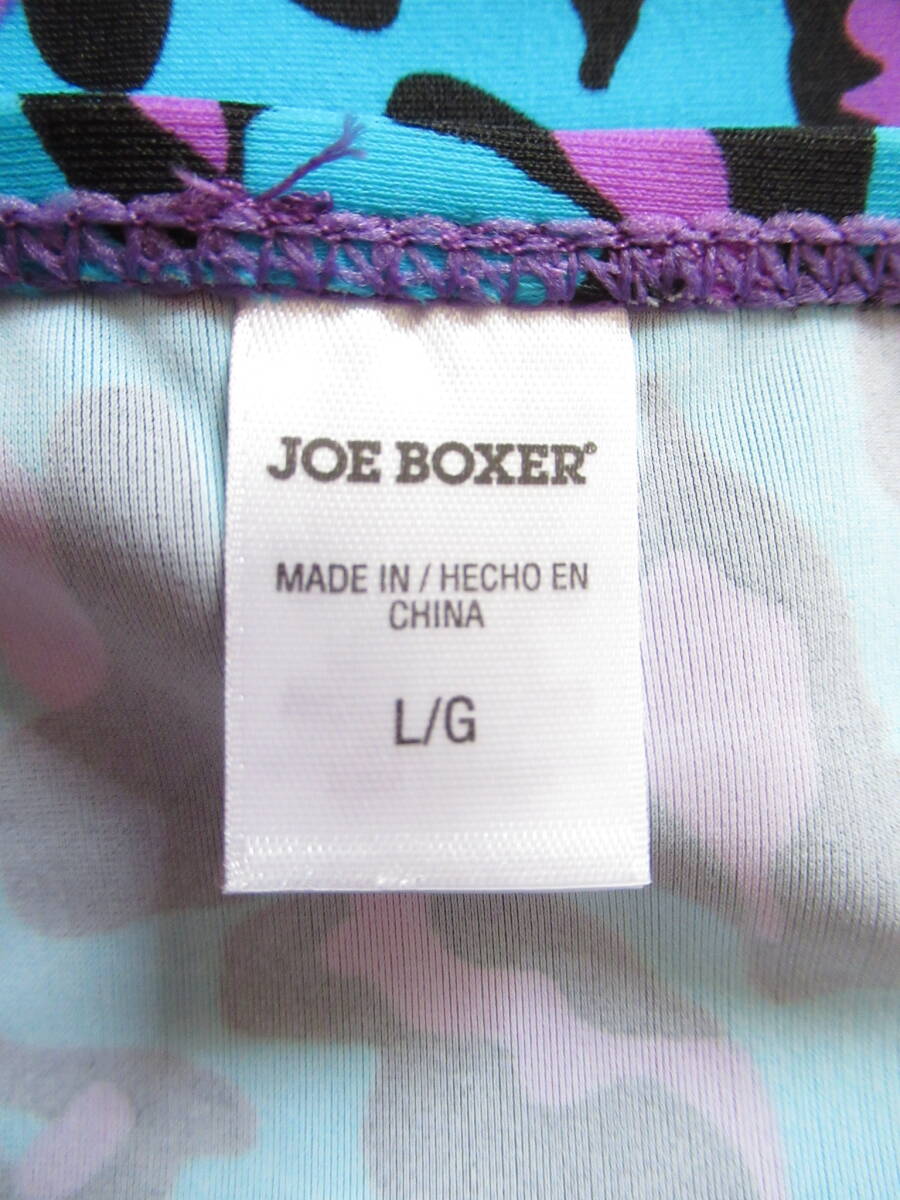 JOE BOXER®
MADE IN / HECHO EN
CHINA
L/G